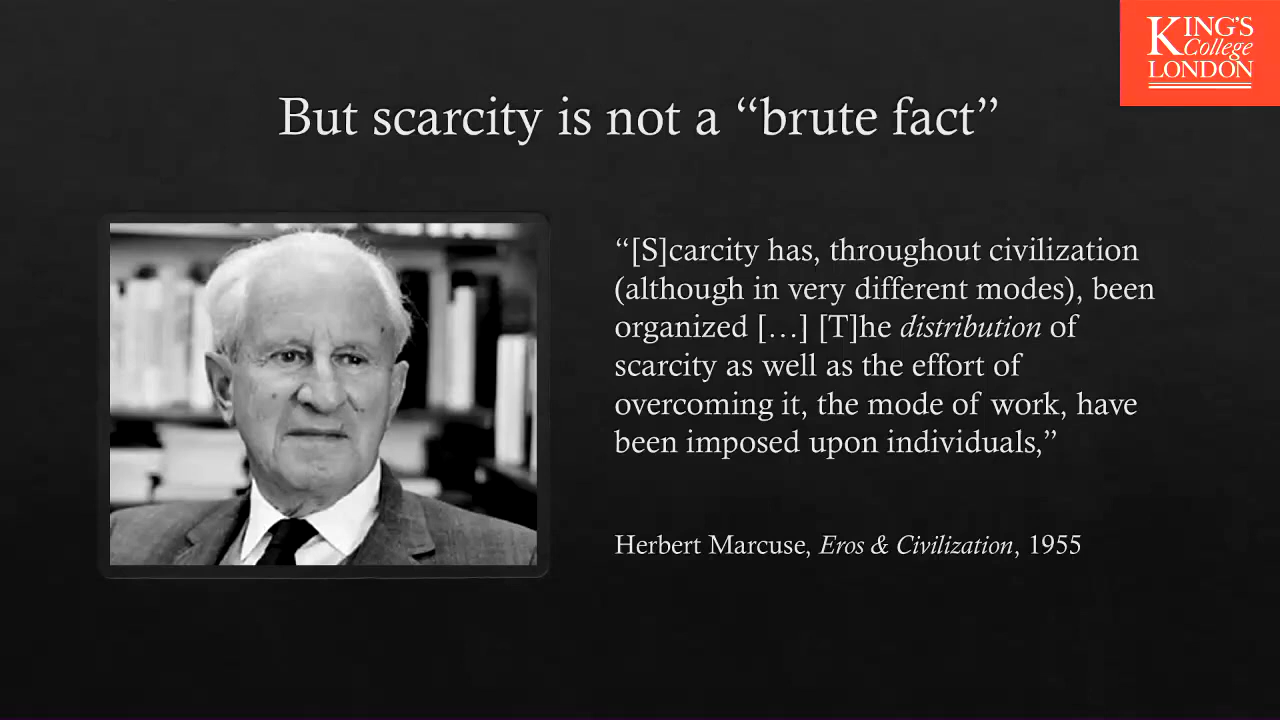 KING'S
College
LONDON
But scarcity is not a “brute fact”
“[S]carcity has, throughout civilization
(although in very different modes), been
organized […] [T]he distribution of
scarcity as well as the effort of
overcoming it, the mode of work, have
been imposed upon individuals,”
Herbert Marcuse, Eros & Civilization, 1955